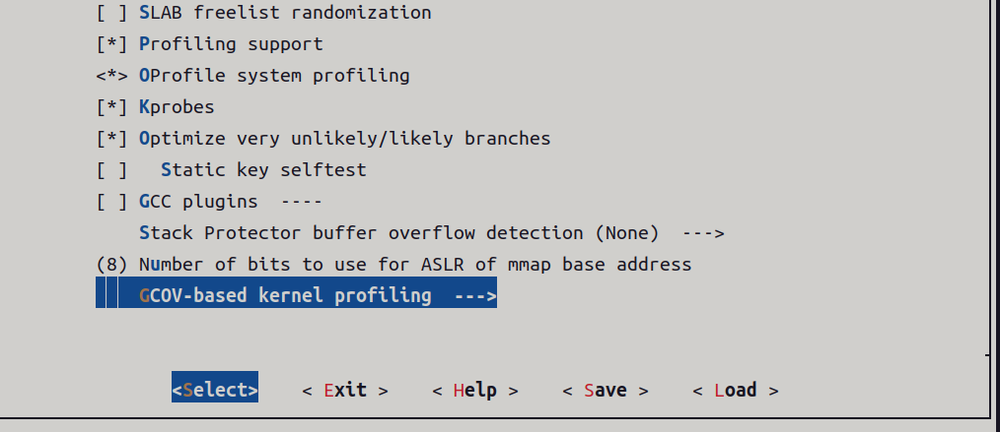 [ ] SLAB freelist randomization
[*] Profiling support
<*> OProfile system profiling
[*] Kprobes
[*] Optimize very unlikely/likely branches
[ ]   Static key selftest
[ ] GCC plugins  ----
    Stack Protector buffer overflow detection (None)  --->
(8) Number of bits to use for ASLR of mmap base address
    GCOV-based kernel profiling  --->
<Select>    < Exit >    < Help >    < Save >    < Load >